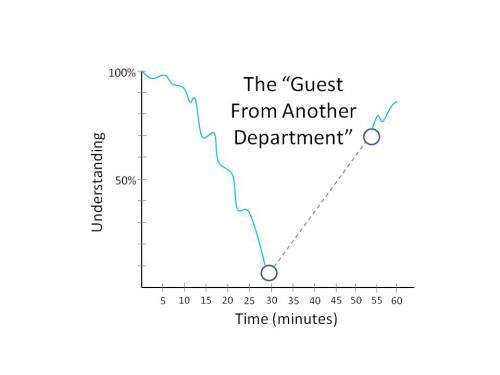 The “Guest
From Another
Department”
100%
50%
Understanding
5 10 15 20 25 30 35 40 45 50 55 60
Time (minutes)